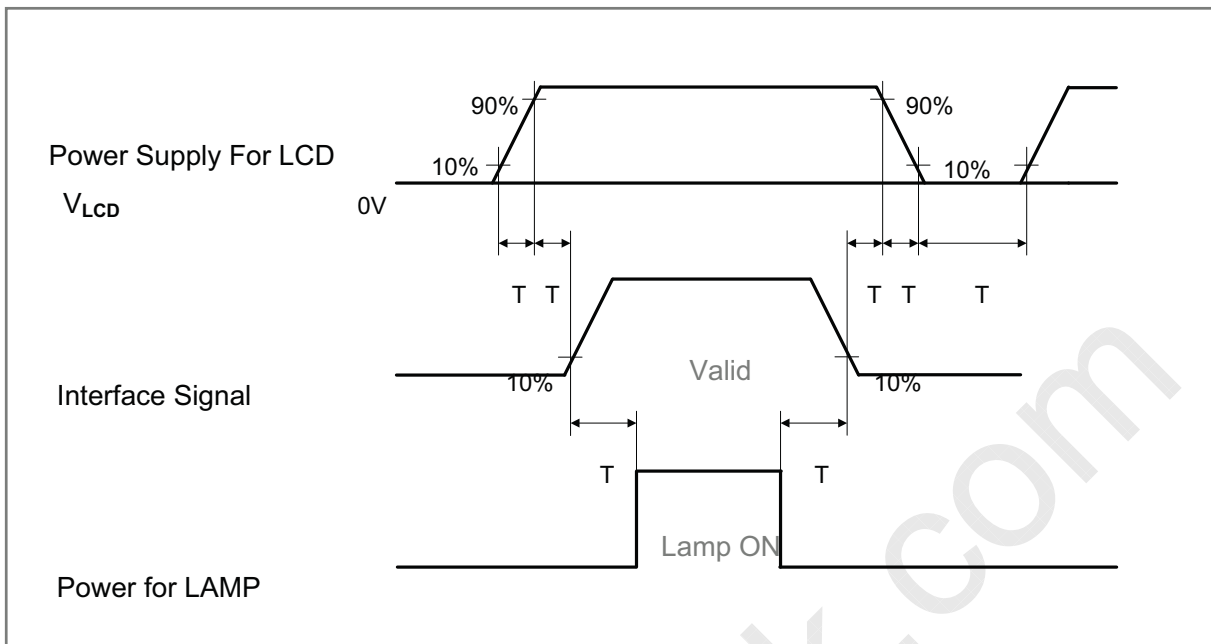 90%
90%
Power Supply For LCD
10%
10%
VLCD
0V
T T
T T
T
Valid
10%
10%
Interface Signal
T
T
Lamp ON
Power for LAMP
.com